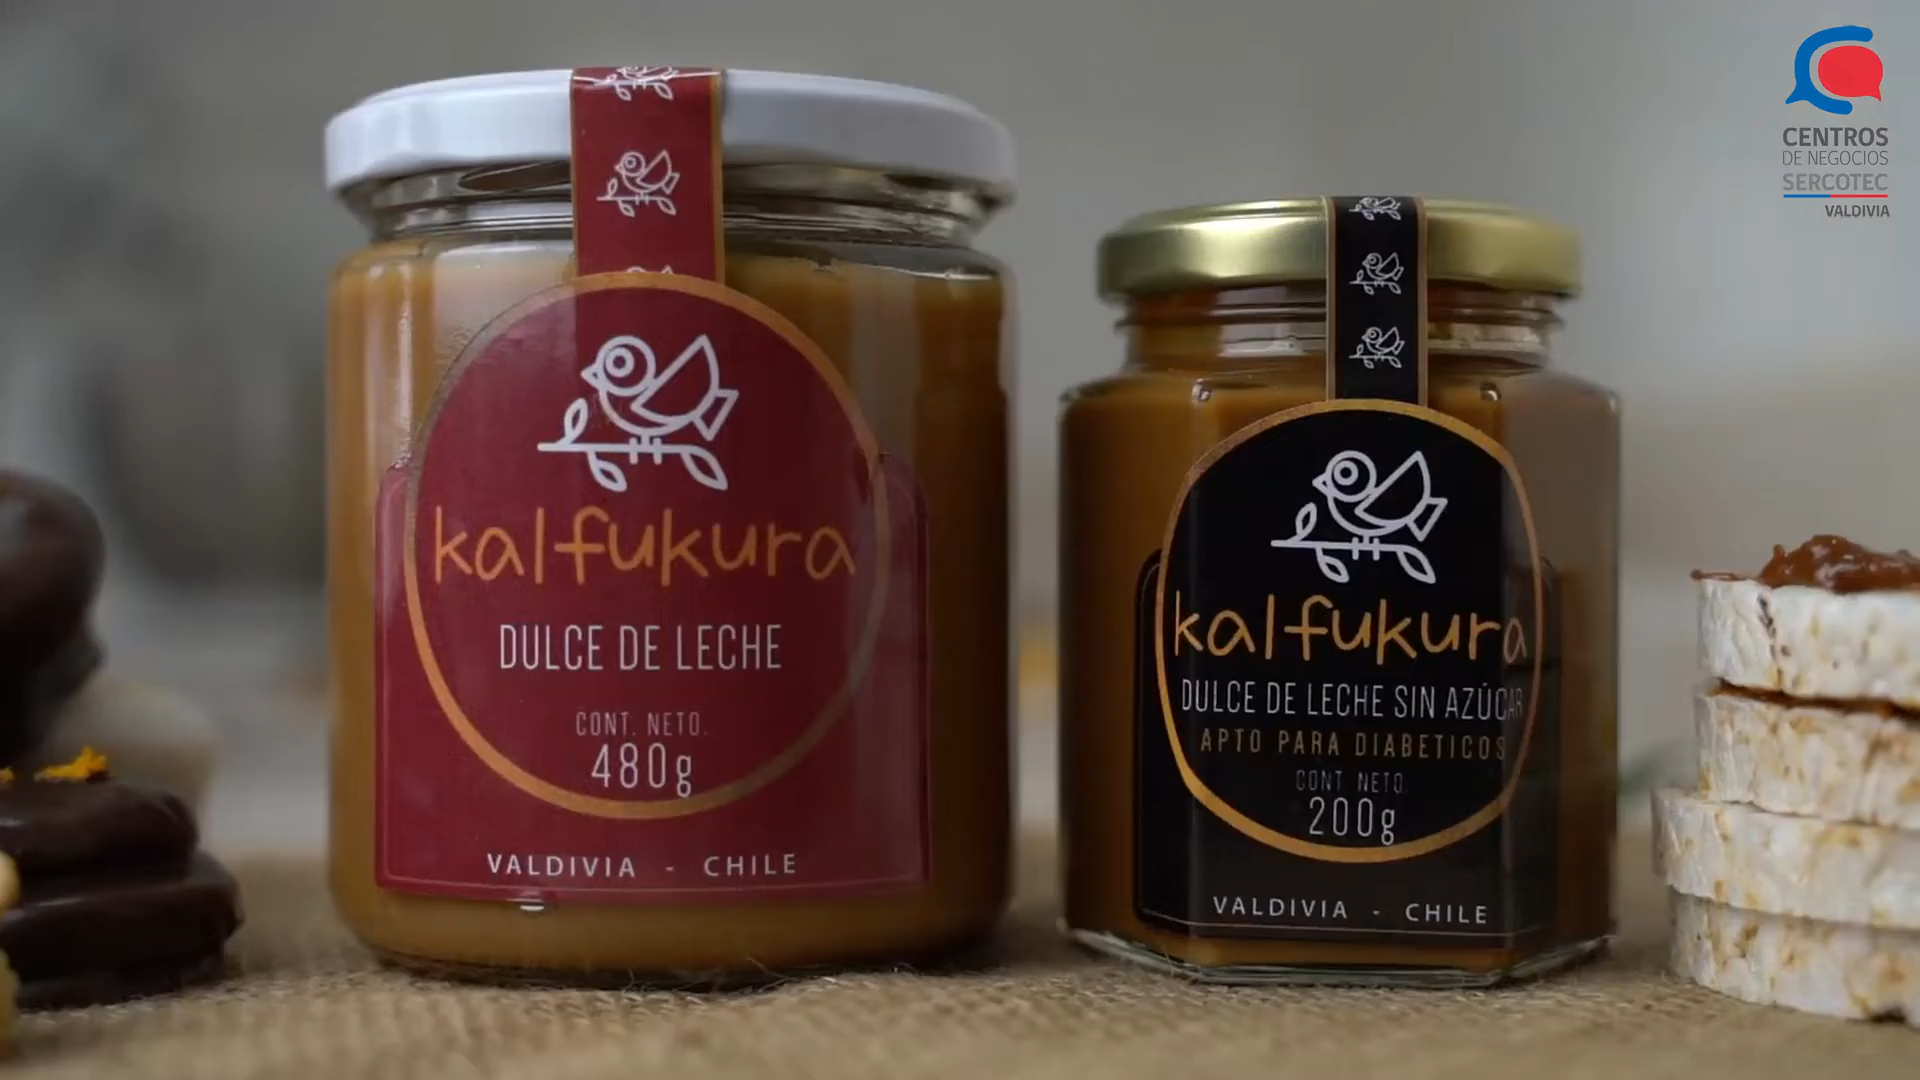 kalfukura
DULCE DE LECHE
CONT. NETO.
480g
VALDIVIA - CHILE
kalfukura
DULCE DE LECHE SIN AZÚCAR
APTO PARA DIABETICOS
CONT. NETO.
200g
VALDIVIA - CHILE
CENTROS
DE NEGOCIOS
SERCOTEC
VALDIVIA